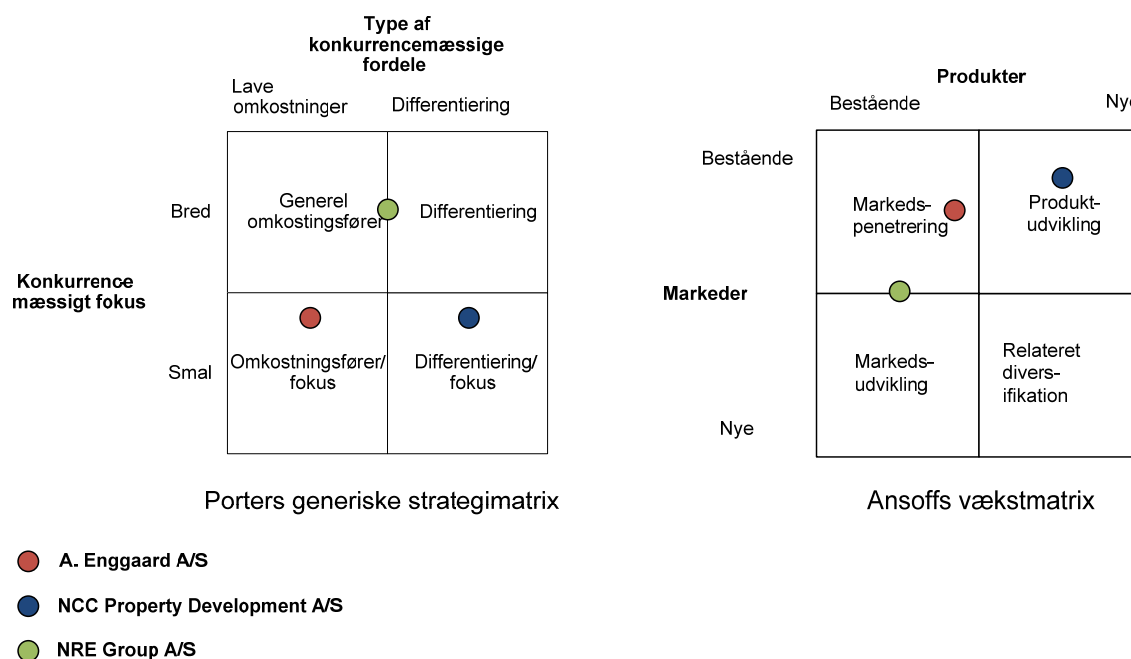 Type af
konkurrencemæssige
fordele
Lave
omkostninger
Differentiering
Bred
Generel
omkostingsfører
Differentiering
Konkurrence
mæssigt fokus
Smal
Omkostningsfører/
fokus
Differentiering/
fokus
Porters generiske strategimatrix
Produkter
Bestående
Nye
Bestående
Markeds-
penetrering
Produkt-
udvikling
Markeder
Nye
Markeds-
udvikling
Relateret
divers-
ifikation
Ansoffs vækstmatrix
A. Enggaard A/S
NCC Property Development A/S
NRE Group A/S